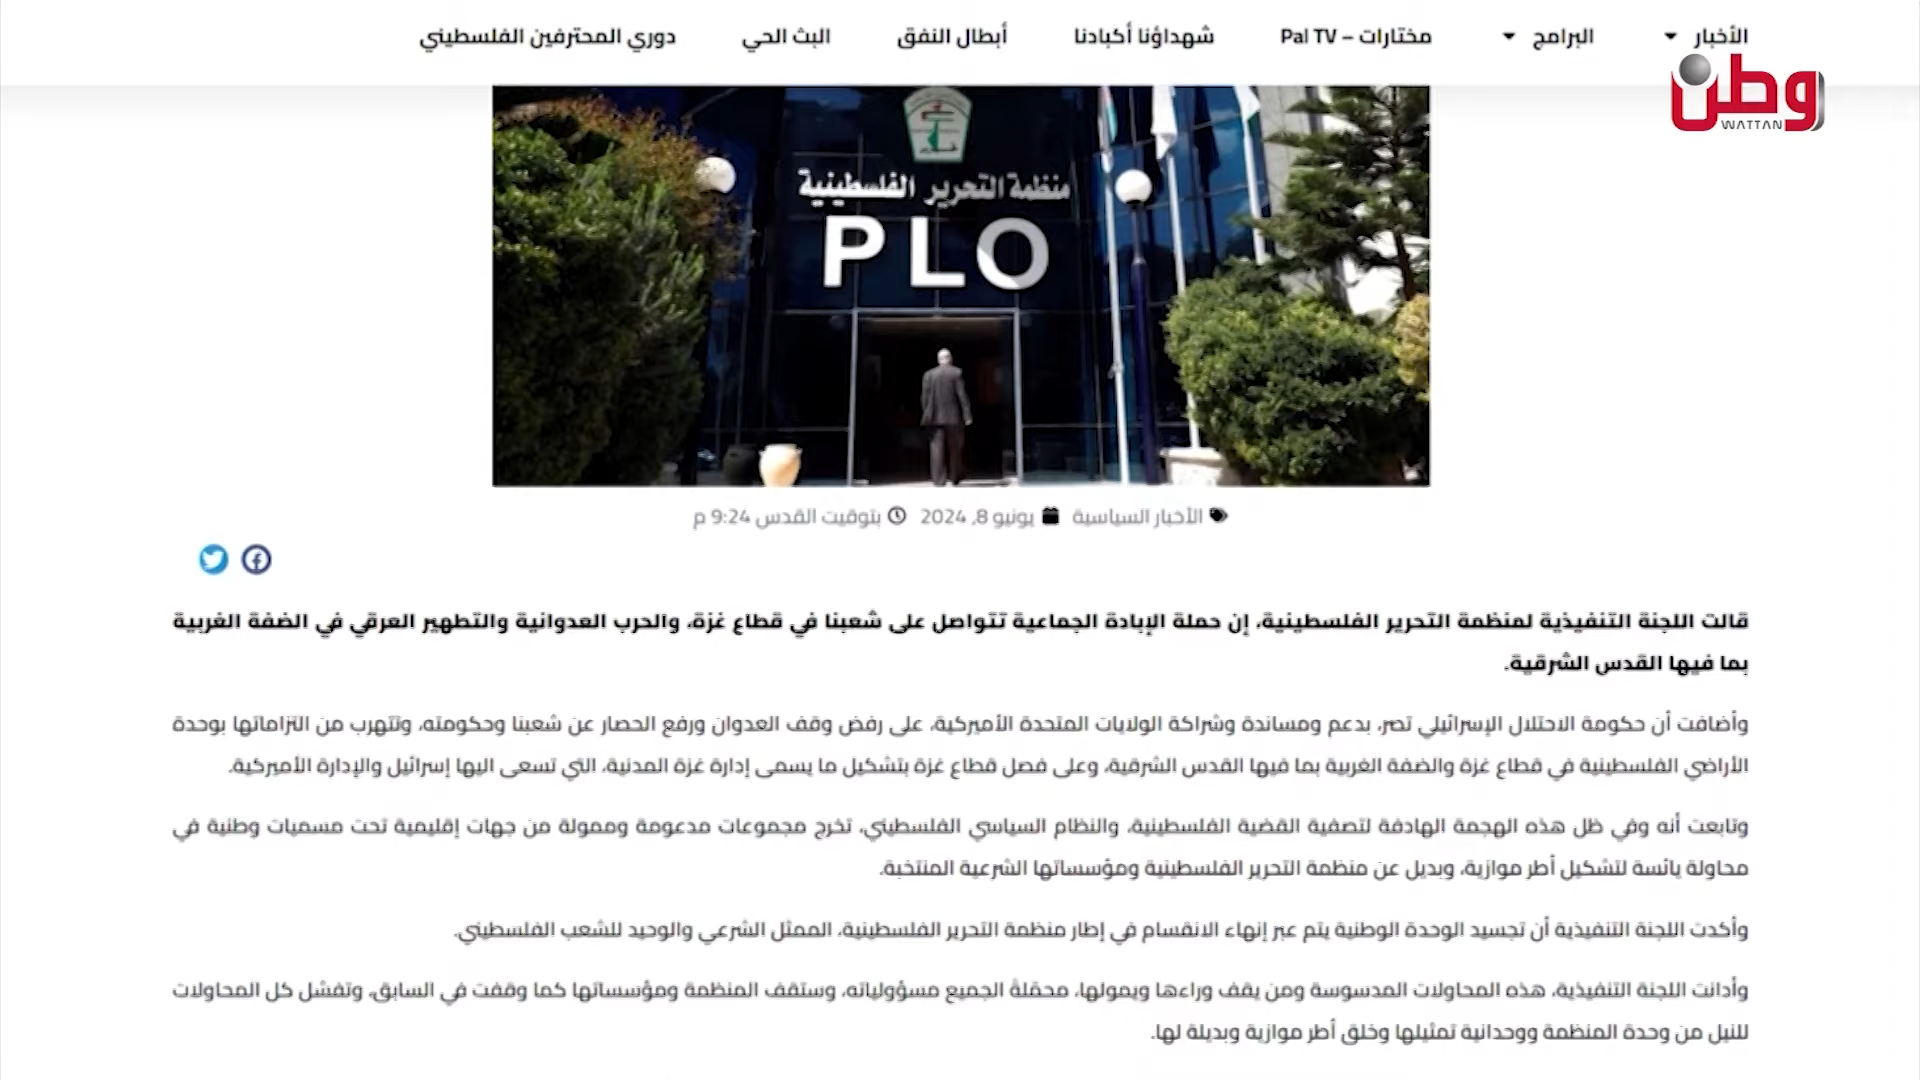 الأخبار
البرامج
مختارات – Pal TV
شهداؤنا أكبادنا
أبطال النفق
البث الحي
دوري المحترفين الفلسطيني
وطن
WATTAN
منظمة التحرير الفلسطينية
PLO
الأخبار السياسية
يونيو 8, 2024
بتوقيت القدس 9:24 م
قالت اللجنة التنفيذية لمنظمة التحرير الفلسطينية، إن حملة الإبادة الجماعية تتواصل على شعبنا في قطاع غزة، والحرب العدوانية والتطهير العرقي في الضفة الغربية
بما فيها القدس الشرقية.
وأضافت أن حكومة الاحتلال الإسرائيلي تصر، بدعم ومساندة وشراكة الولايات المتحدة الأميركية، على رفض وقف العدوان ورفع الحصار عن شعبنا وحكومته، وتتهرب من التزاماتها بوحدة
الأراضي الفلسطينية في قطاع غزة والضفة الغربية بما فيها القدس الشرقية، وعلى فصل قطاع غزة بتشكيل ما يسمى إدارة غزة المدنية، التي تسعى اليها إسرائيل والإدارة الأميركية.
وتابعت أنه وفي ظل هذه الهجمة الهادفة لتصفية القضية الفلسطينية، والنظام السياسي الفلسطيني، تخرج مجموعات مدعومة وممولة من جهات إقليمية تحت مسميات وطنية في
محاولة يائسة لتشكيل أطر موازية، وبديل عن منظمة التحرير الفلسطينية ومؤسساتها الشرعية المنتخبة.
وأكدت اللجنة التنفيذية أن تجسيد الوحدة الوطنية يتم عبر إنهاء الانقسام في إطار منظمة التحرير الفلسطينية، الممثل الشرعي والوحيد للشعب الفلسطيني.
وأدانت اللجنة التنفيذية، هذه المحاولات المدسوسة ومن يقف وراءها ويمولها، محمّلةً الجميع مسؤولياته، وستقف المنظمة ومؤسساتها كما وقفت في السابق، وتفشل كل المحاولات
للنيل من وحدة المنظمة ووحدانية تمثيلها وخلق أطر موازية وبديلة لها.